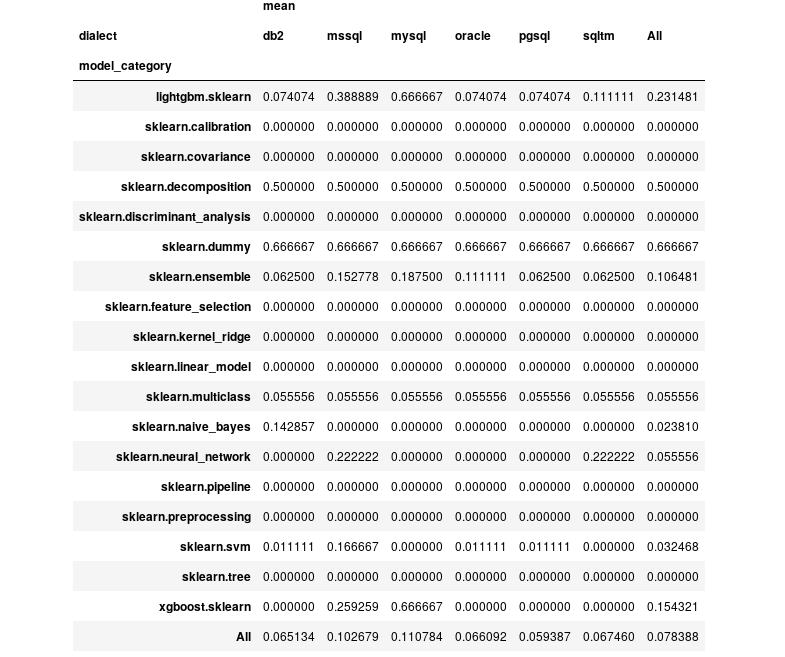 mean
dialect db2 mssql mysql oracle pgsql sqltm All
model_category
lightgbm.sklearn 0.074074 0.388889 0.666667 0.074074 0.074074 0.111111 0.231481
sklearn.calibration 0.000000 0.000000 0.000000 0.000000 0.000000 0.000000 0.000000
sklearn.covariance 0.000000 0.000000 0.000000 0.000000 0.000000 0.000000 0.000000
sklearn.decomposition 0.500000 0.500000 0.500000 0.500000 0.500000 0.500000 0.500000
sklearn.discriminant_analysis 0.000000 0.000000 0.000000 0.000000 0.000000 0.000000 0.000000
sklearn.dummy 0.666667 0.666667 0.666667 0.666667 0.666667 0.666667 0.666667
sklearn.ensemble 0.062500 0.152778 0.187500 0.111111 0.062500 0.062500 0.106481
sklearn.feature_selection 0.000000 0.000000 0.000000 0.000000 0.000000 0.000000 0.000000
sklearn.kernel_ridge 0.000000 0.000000 0.000000 0.000000 0.000000 0.000000 0.000000
sklearn.linear_model 0.000000 0.000000 0.000000 0.000000 0.000000 0.000000 0.000000
sklearn.multiclass 0.055556 0.055556 0.055556 0.055556 0.055556 0.055556 0.055556
sklearn.naive_bayes 0.142857 0.000000 0.000000 0.000000 0.000000 0.000000 0.023810
sklearn.neural_network 0.000000 0.222222 0.000000 0.000000 0.000000 0.222222 0.055556
sklearn.pipeline 0.000000 0.000000 0.000000 0.000000 0.000000 0.000000 0.000000
sklearn.preprocessing 0.000000 0.000000 0.000000 0.000000 0.000000 0.000000 0.000000
sklearn.svm 0.011111 0.166667 0.000000 0.011111 0.011111 0.000000 0.032468
sklearn.tree 0.000000 0.000000 0.000000 0.000000 0.000000 0.000000 0.000000
xgboost.sklearn 0.000000 0.259259 0.666667 0.000000 0.000000 0.000000 0.154321
All 0.065134 0.102679 0.110784 0.066092 0.059387 0.067460 0.078388